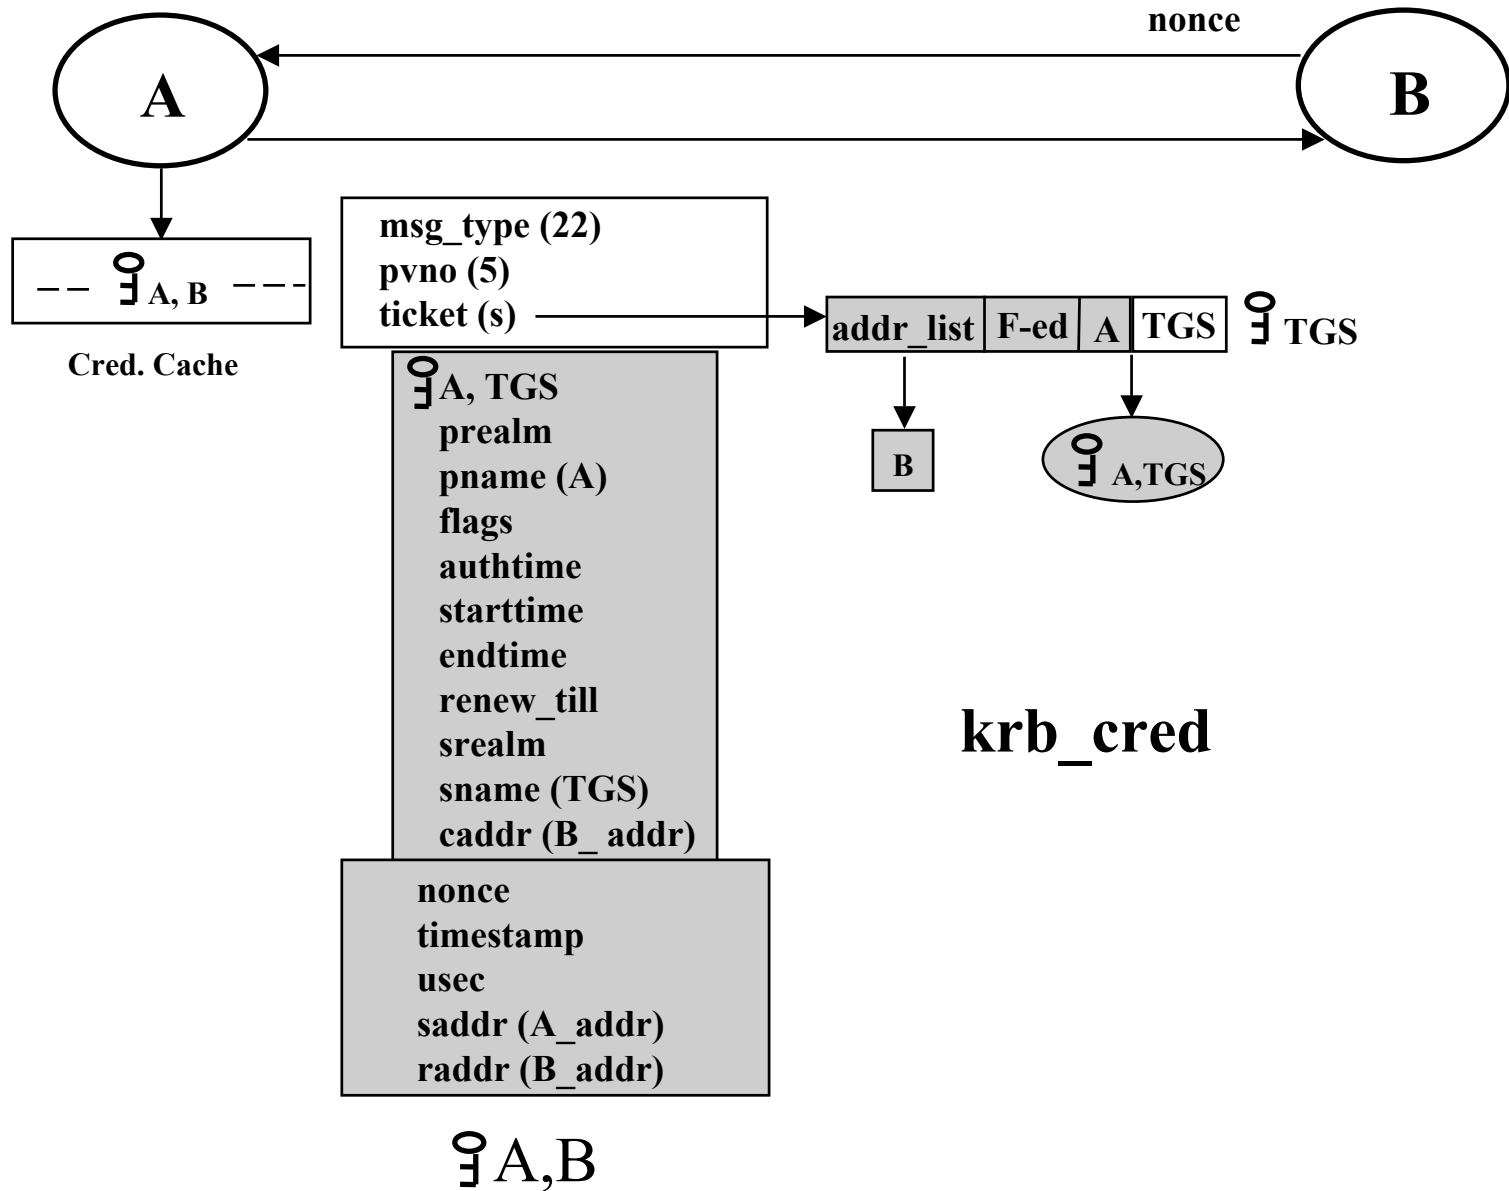 nonce
A
B
A, B
Cred. Cache
msg_type (22)
pvno (5)
ticket (s)
addr_list F-ed A TGS TGS
B
A,TGS
A, TGS
prealm
pname (A)
flags
authtime
starttime
endtime
renew_till
srealm
sname (TGS)
caddr (B_ addr)
krb_cred
nonce
timestamp
usec
saddr (A_addr)
raddr (B_addr)
A,B